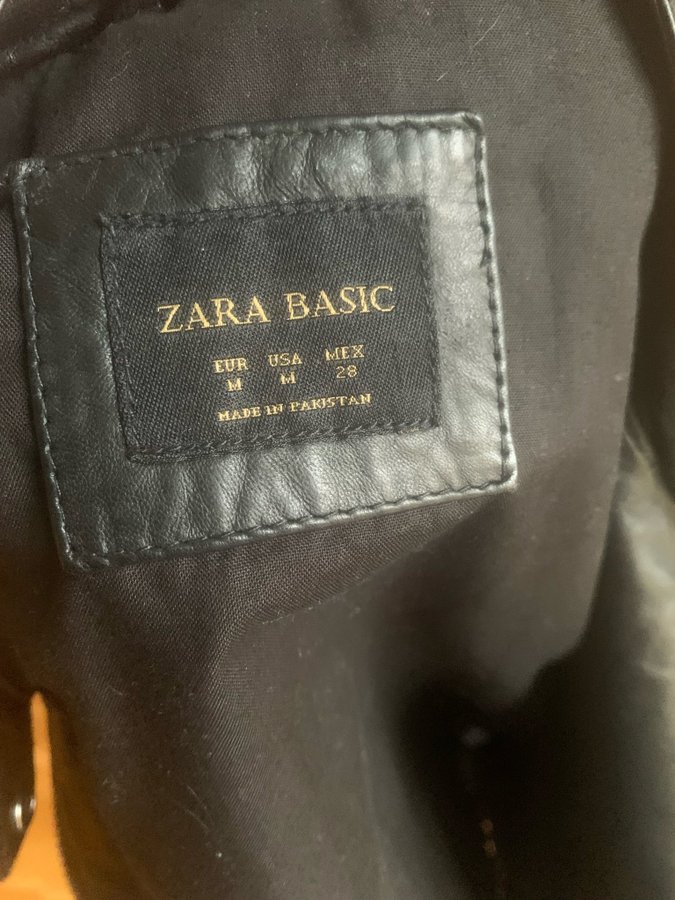 ZARA BASIC
EUR USA MEX
M M 28
MADE IN PAKISTAN